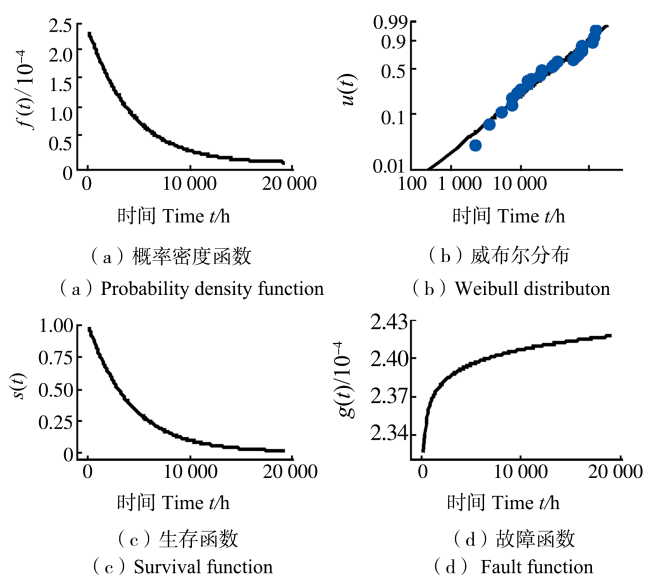 2.5
2.0
1.5
1.0
0.5
0
f(t)/10⁻⁴
0 10 000 20 000
时间 Time t/h
(a)概率密度函数
(a)Probability density function
0.99
0.9
0.5
0.1
0.01
u(t)
100 1 000 10 000
时间 Time t/h
(b)威布尔分布
(b)Weibull distributon
1.00
0.75
0.50
0.25
0
s(t)
0 10 000 20 000
时间 Time t/h
(c)生存函数
(c)Survival function
2.43
2.40
2.37
2.34
g(t)/10⁻⁴
0 10 000 20 000
时间 Time t/h
(d)故障函数
(d) Fault function